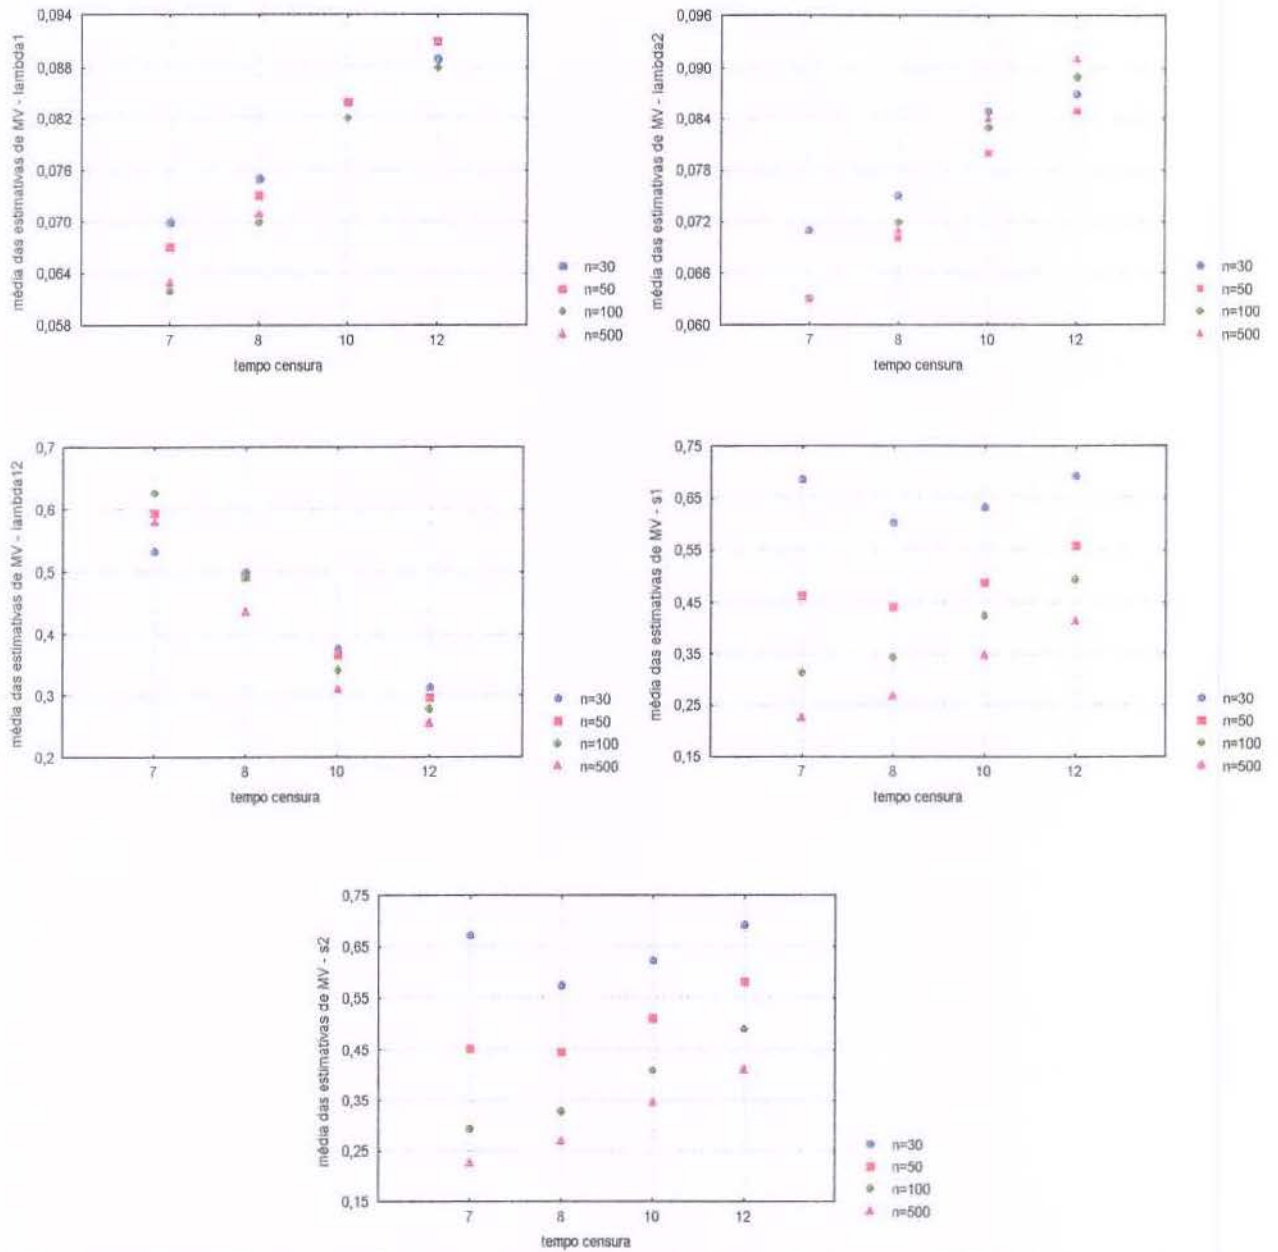 média das estimativas de MV - lambda1
0,094
0,088
0,082
0,076
0,070
0,064
0,058
7 8 10 12
tempo censura
n=30
n=50
n=100
n=500
média das estimativas de MV - lambda2
0,096
0,090
0,084
0,078
0,072
0,066
0,060
7 8 10 12
tempo censura
n=30
n=50
n=100
n=500
média das estimativas de MV - lambda12
0,7
0,6
0,5
0,4
0,3
0,2
7 8 10 12
tempo censura
n=30
n=50
n=100
n=500
média das estimativas de MV - s1
0,75
0,65
0,55
0,45
0,35
0,25
0,15
7 8 10 12
tempo censura
n=30
n=50
n=100
n=500
média das estimativas de MV - s2
0,75
0,65
0,55
0,45
0,35
0,25
0,15
7 8 10 12
tempo censura
n=30
n=50
n=100
n=500